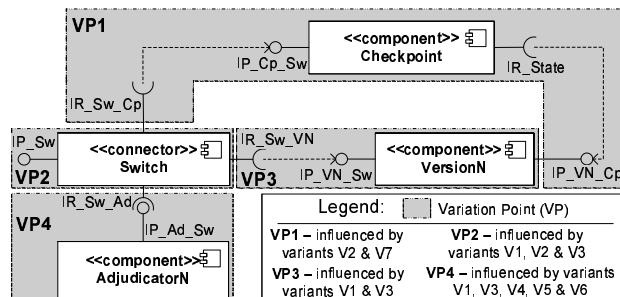 VP1
<<component>>
Checkpoint
IP_Cp_Sw
IR_State
IR_Sw_Cp
IP_Sw
<<connector>>
Switch
VP2
IR_Sw_VN
VP3
IP_VN_Sw
<<component>>
VersionN
IP_VN_Cp
IR_Sw_Ad
VP4
IP_Ad_Sw
<<component>>
AdjudicatorN
Legend: Variation Point (VP)
VP1 – influenced by
variants V2 & V7
VP2 – influenced by
variants V1, V2 & V3
VP3 – influenced by
variants V1 & V3
VP4 – influenced by variants
V1, V3, V4, V5 & V6